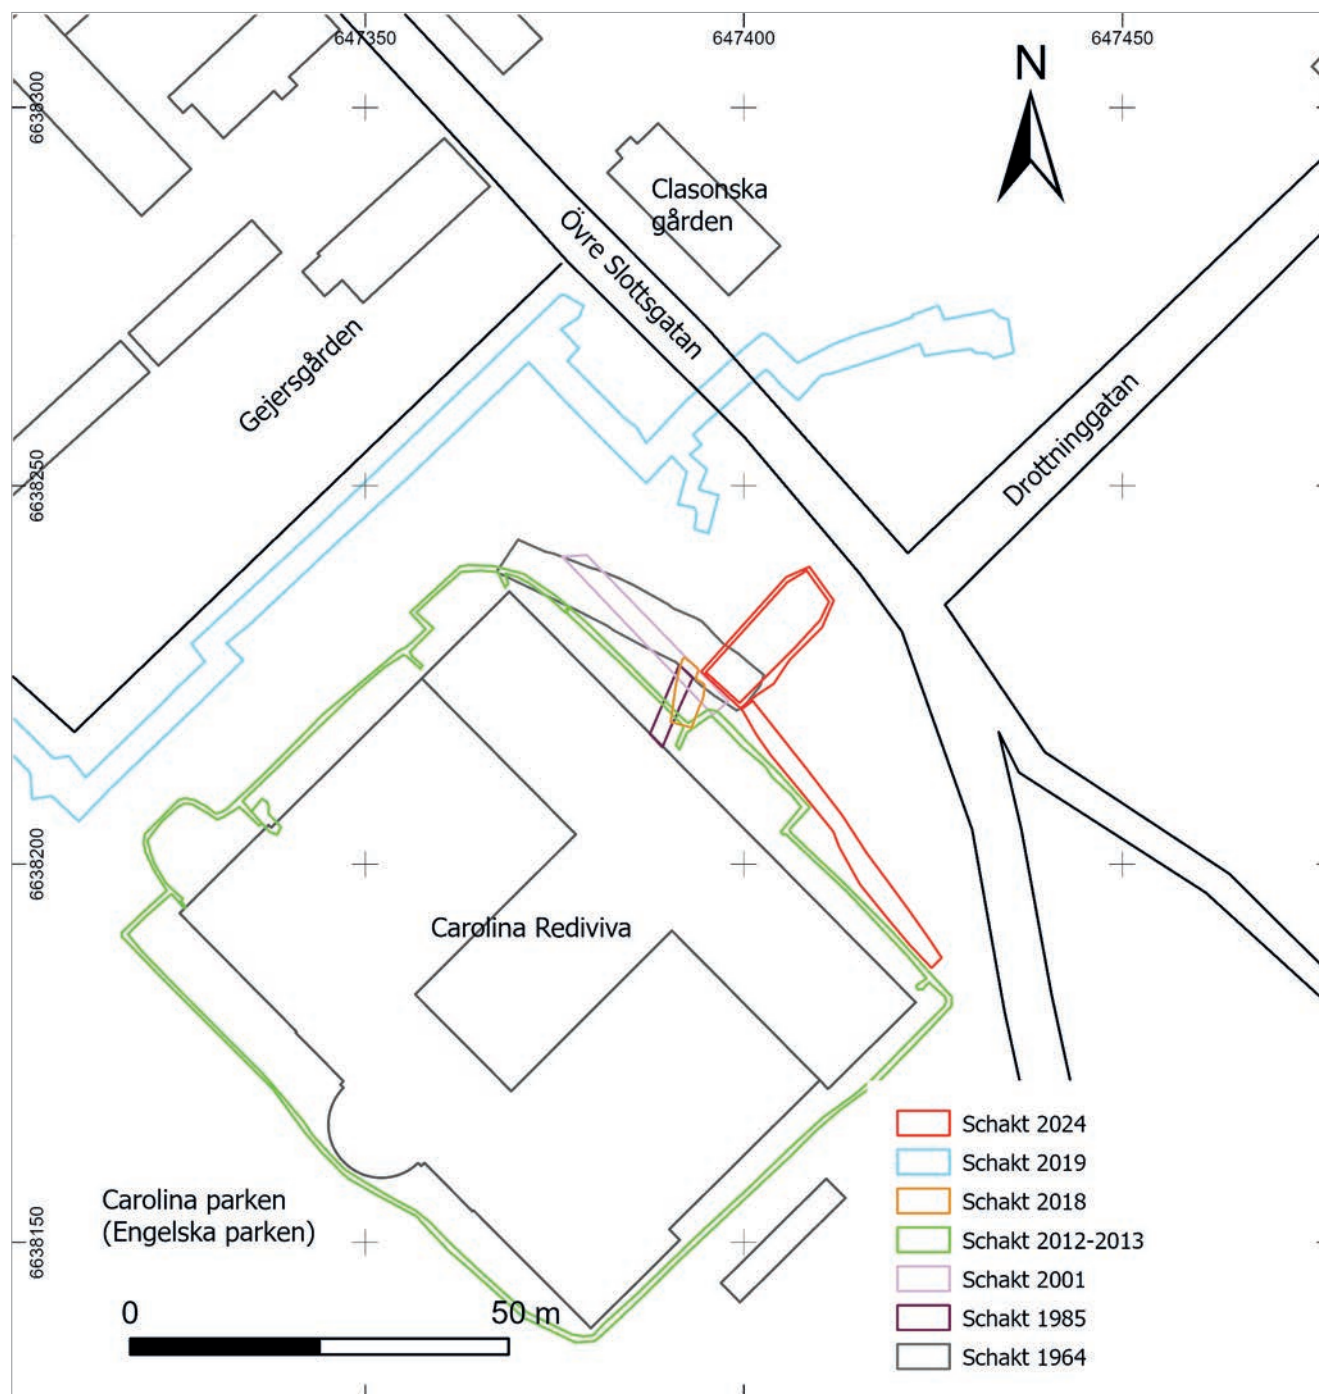 647350
647400
647450
N
6638300
Clasonska
gården
Övre Slottsgatan
Gejersgården
Drottninggatan
6638250
6638200
Carolina Rediviva
Carolina parken
(Engelska parken)
6638150
0
50 m
Schakt 2024
Schakt 2019
Schakt 2018
Schakt 2012-2013
Schakt 2001
Schakt 1985
Schakt 1964